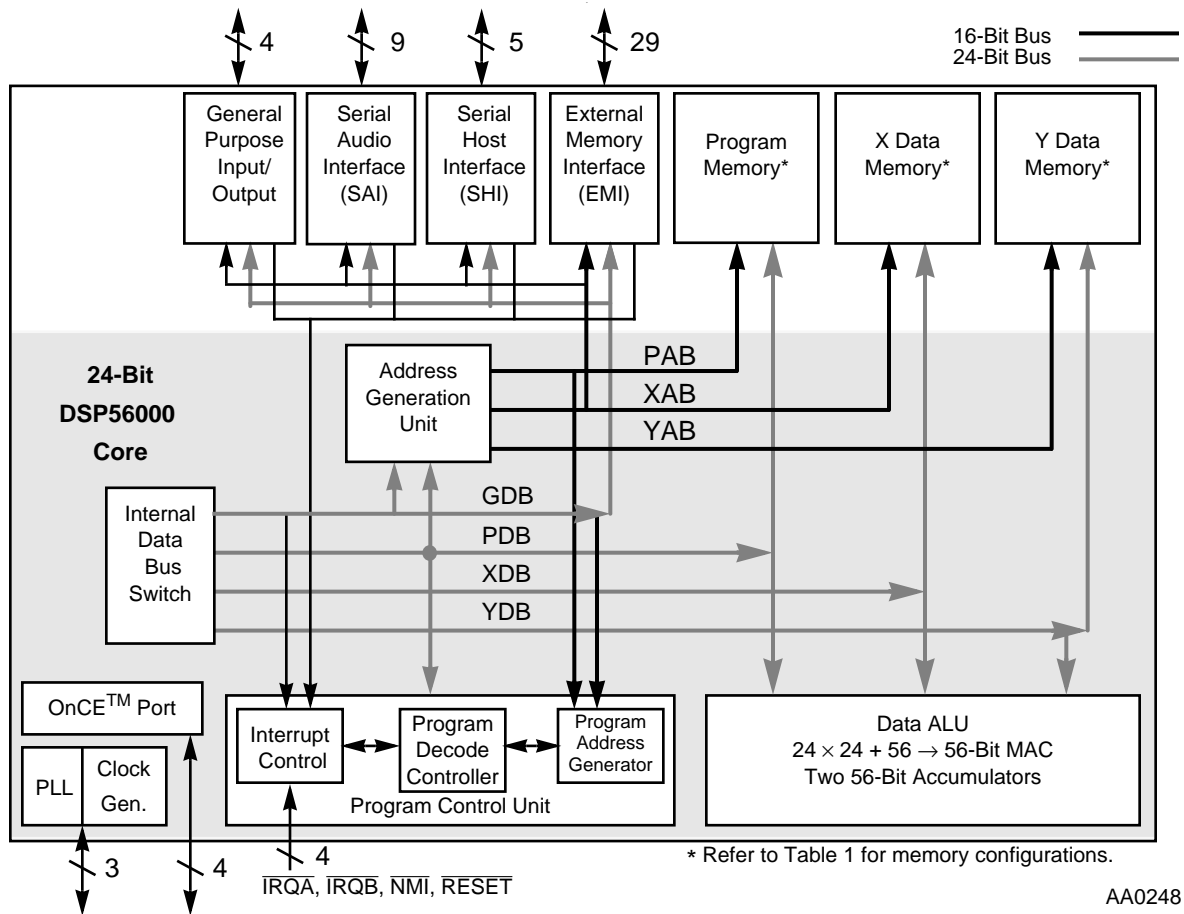 4
9
5
29
16-Bit Bus
24-Bit Bus
General
Purpose
Input/
Output
Serial
Audio
Interface
(SAI)
Serial
Host
Interface
(SHI)
External
Memory
Interface
(EMI)
Program
Memory*
X Data
Memory*
Y Data
Memory*
24-Bit
DSP56000
Core
Address
Generation
Unit
PAB
XAB
YAB
Internal
Data
Bus
Switch
GDB
PDB
XDB
YDB
OnCE™ Port
PLL
Clock
Gen.
Interrupt
Control
Program
Decode
Controller
Program
Address
Generator
Program Control Unit
Data ALU
24 × 24 + 56 → 56-Bit MAC
Two 56-Bit Accumulators
3
4
4
IRQA, IRQB, NMI, RESET
* Refer to Table 1 for memory configurations.
AA0248